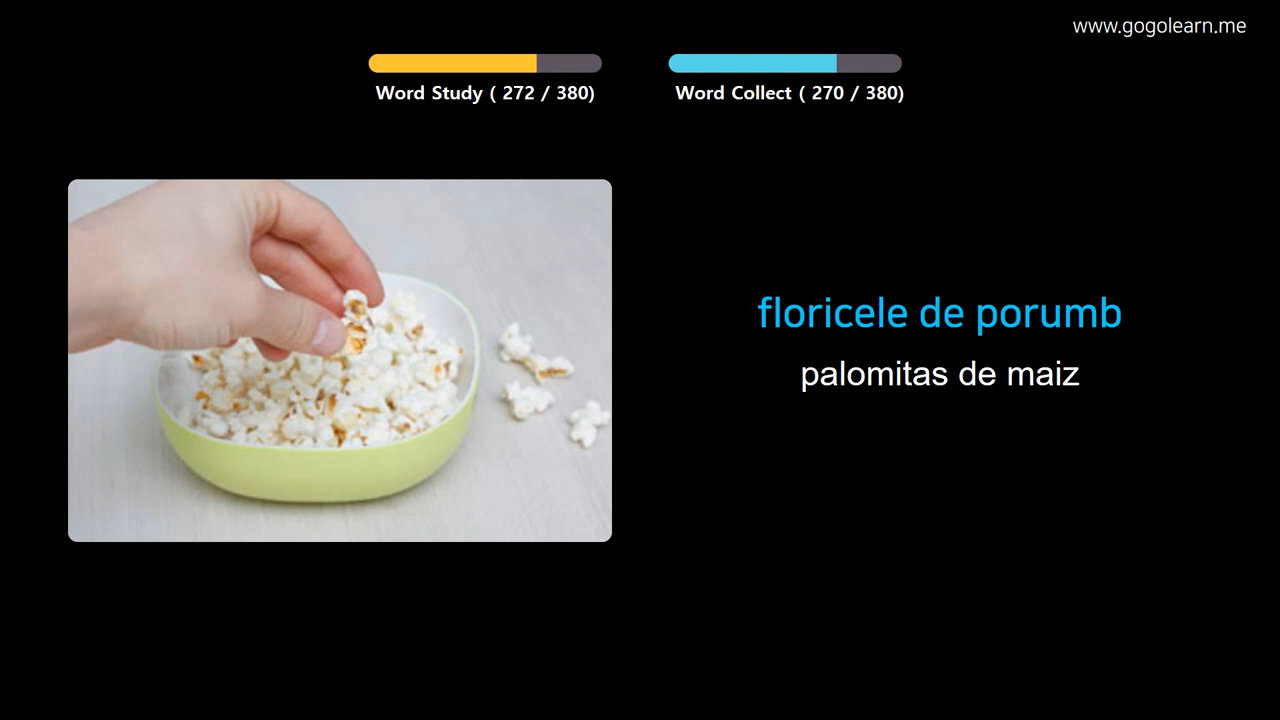 www.gogolearn.me
Word Study ( 272 / 380)
Word Collect ( 270 / 380)
floricele de porumb
palomitas de maiz